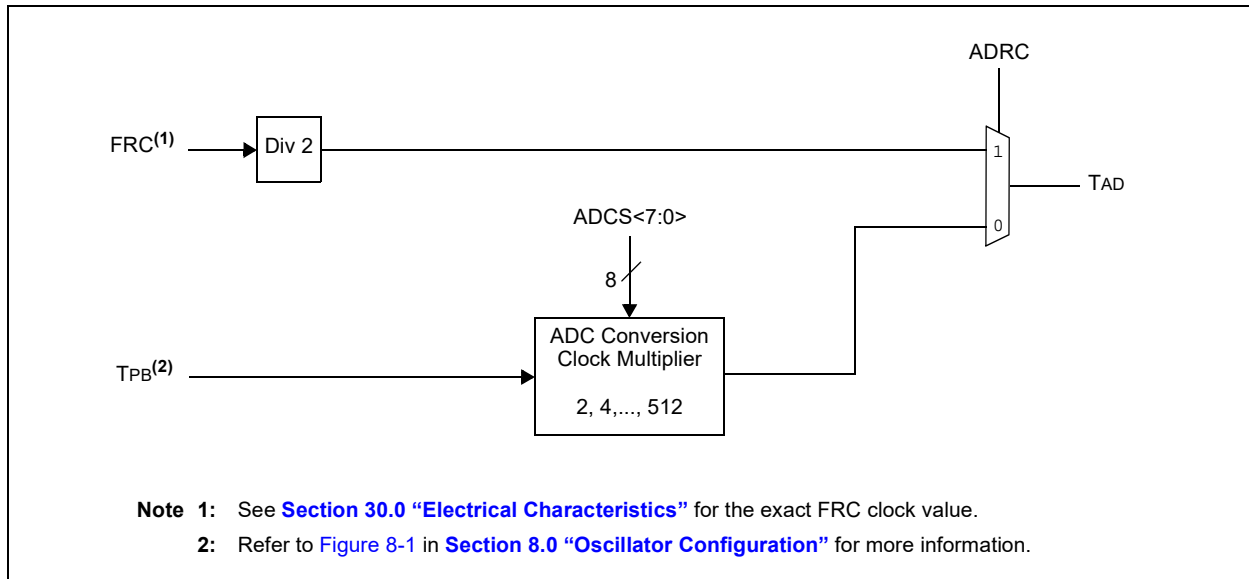 ADRC
FRC(1)
Div 2
1
TAD
ADCS<7:0>
0
8
ADC Conversion
Clock Multiplier
TPB(2)
2, 4,..., 512
Note 1: See Section 30.0 “Electrical Characteristics” for the exact FRC clock value.
2: Refer to Figure 8-1 in Section 8.0 “Oscillator Configuration” for more information.